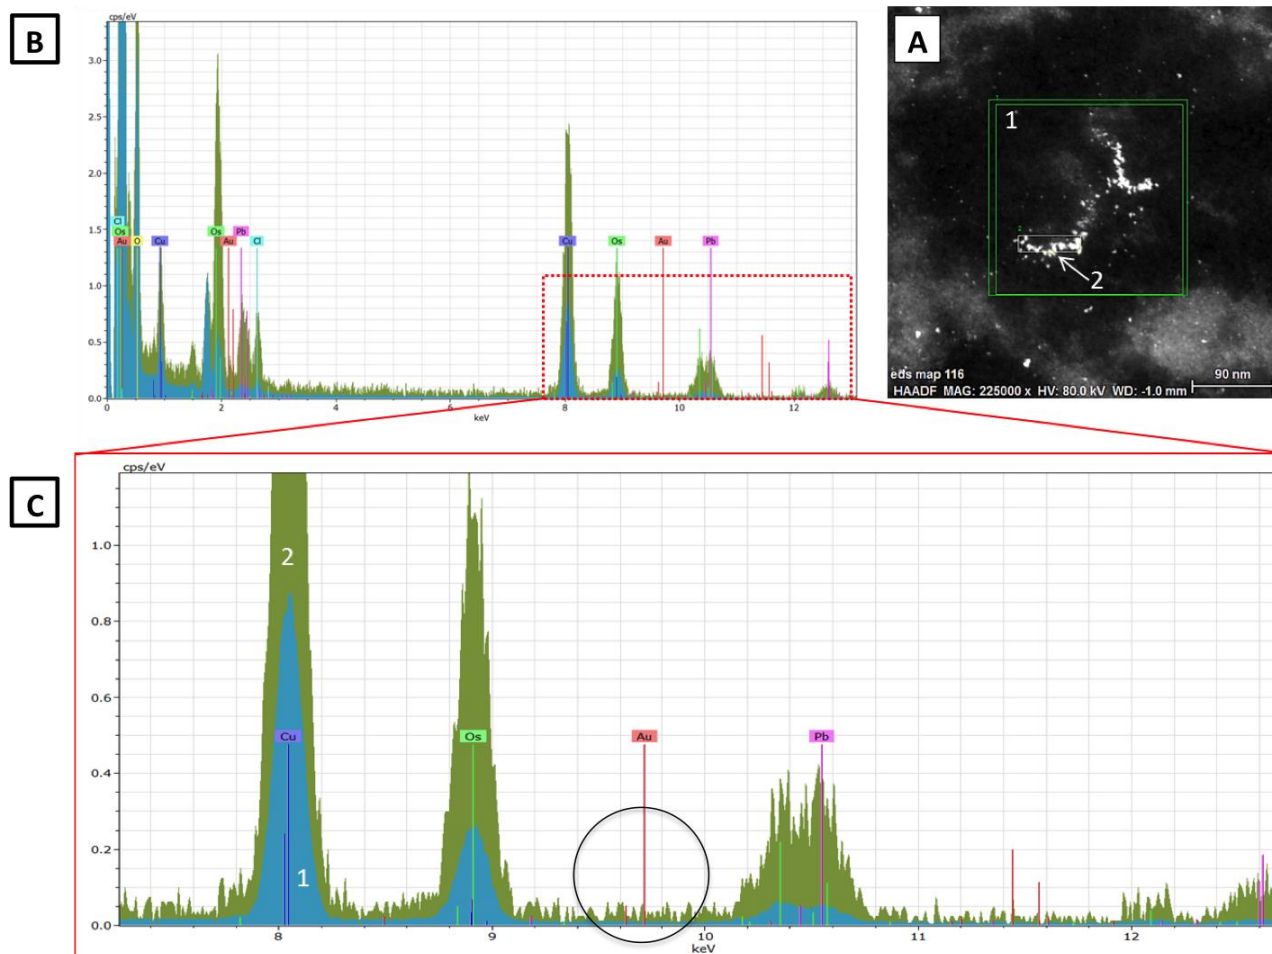 B
cps/eV
3.0
2.5
2.0
1.5
1.0
0.5
0.0
Cl
Os
Au O Cu
Os Au Pb Cl
Cu Os Au Pb
0 2 4 6 8 10 12
keV
A
1
2
2
eds map 116
90 nm
HAADF MAG: 225000 x HV: 80.0 kV WD: -1.0 mm
C
cps/eV
1.0
0.8
0.6
0.4
0.2
0.0
2
1
Cu Os Au Pb
8 9 10 11 12
keV